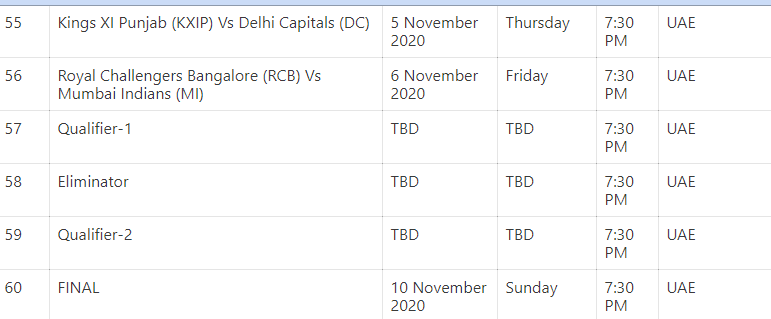 55 Kings XI Punjab (KXIP) Vs Delhi Capitals (DC) 5 November Thursday 7:30 UAE
2020 PM
56 Royal Challengers Bangalore (RCB) Vs 6 November Friday 7:30 UAE
Mumbai Indians (MI) 2020 PM
57 Qualifier-1 TBD TBD 7:30 UAE
PM
58 Eliminator TBD TBD 7:30 UAE
PM
59 Qualifier-2 TBD TBD 7:30 UAE
PM
60 FINAL 10 November Sunday 7:30 UAE
2020 PM